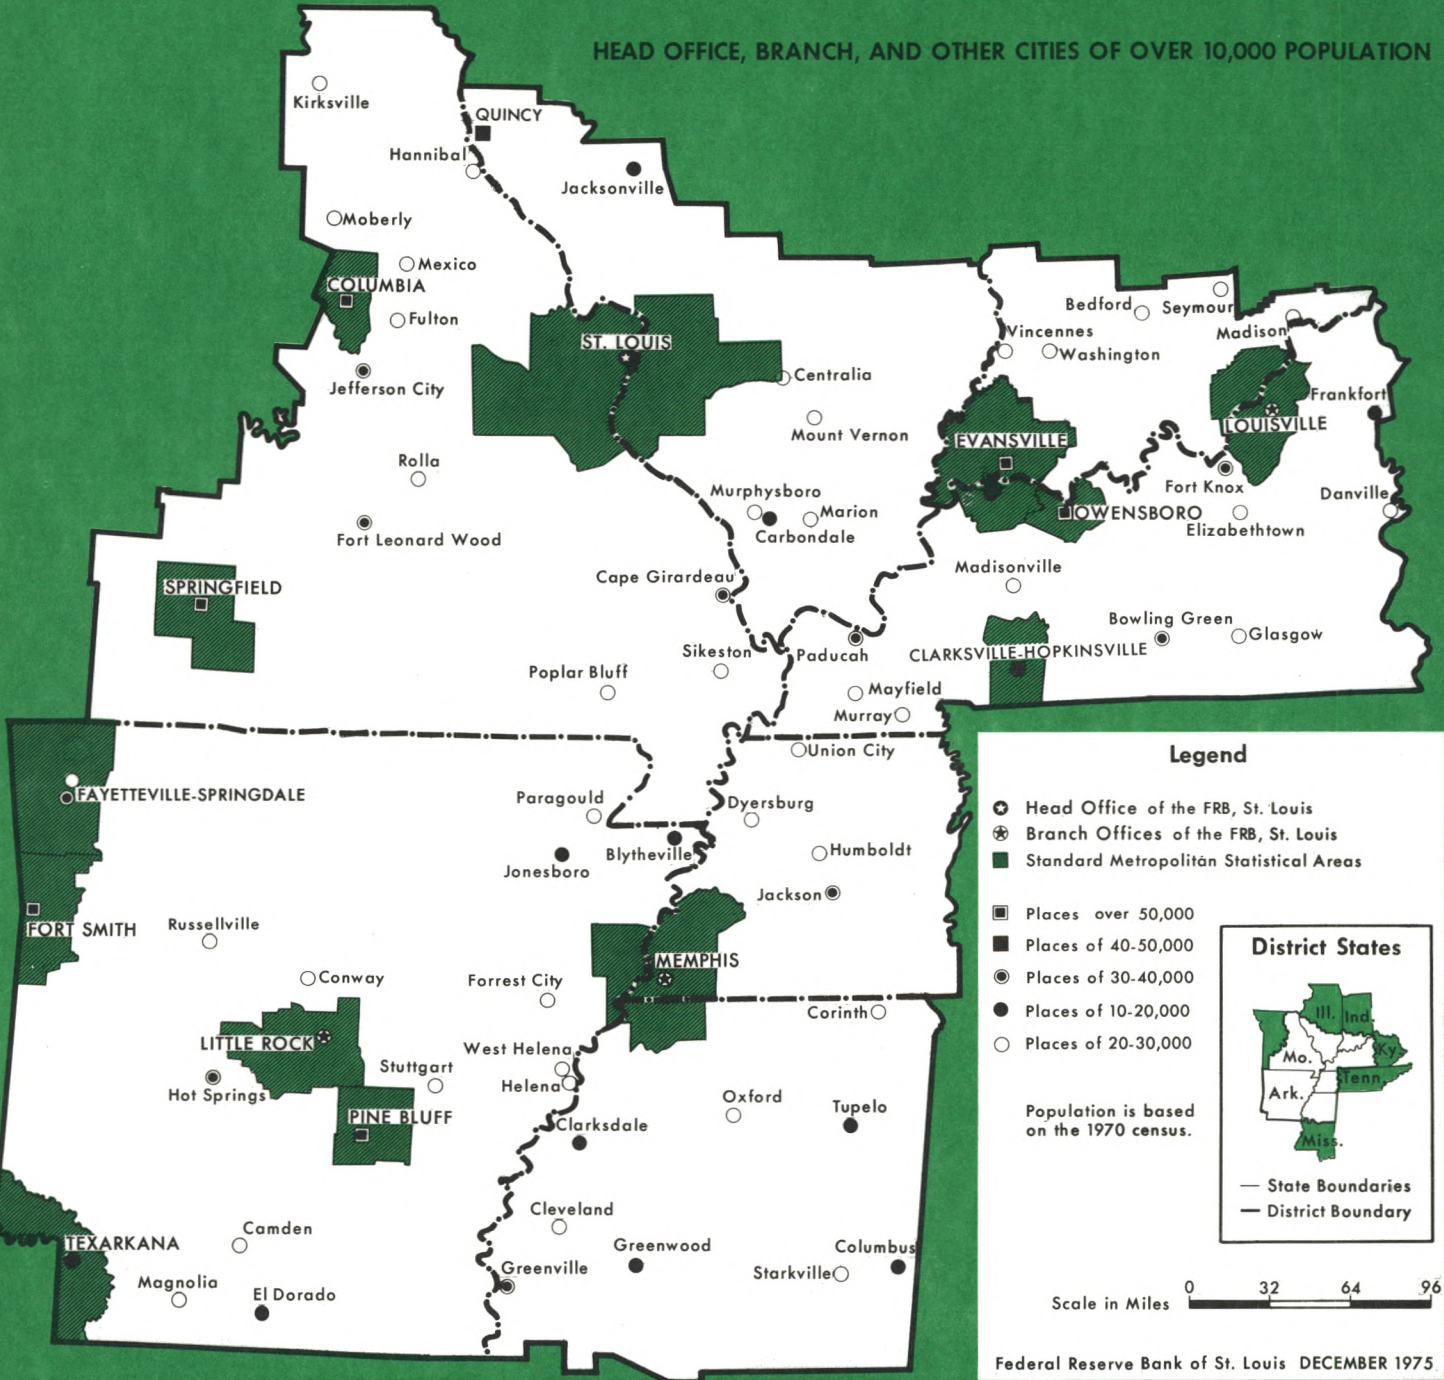 HEAD OFFICE, BRANCH, AND OTHER CITIES OF OVER 10,000 POPULATION
Kirksville
QUINCY
Hannibal
Jacksonville
Moberly
Mexico
COLUMBIA
Fulton
ST. LOUIS
Jefferson City
Centralia
Mount Vernon
Bedford
Seymour
Madison
Vincennes
Washington
Frankfort
LOUISVILLE
EVANSVILLE
Rolla
Fort Knox
Danville
Murphysboro
Marion
OWENSBORO
Elizabethtown
Carbondale
Fort Leonard Wood
Madisonville
Cape Girardeau
SPRINGFIELD
Bowling Green
Glasgow
Sikeston
Paducah
CLARKSVILLE-HOPKINSVILLE
Poplar Bluff
Mayfield
Murray
Union City
FAYETTEVILLE-SPRINGDALE
Paragould
Dyersburg
Blytheville
Humboldt
Jonesboro
Jackson
FORT SMITH
Russellville
MEMPHIS
Conway
Forrest City
Corinth
LITTLE ROCK
West Helena
Stuttgart
Helena
Hot Springs
Oxford
Tupelo
PINE BLUFF
Clarksdale
Cleveland
Camden
TEXARKANA
Greenwood
Columbus
Greenville
Starkville
Magnolia
El Dorado
Legend
Head Office of the FRB, St. Louis
Branch Offices of the FRB, St. Louis
Standard Metropolitan Statistical Areas
Places over 50,000
Places of 40-50,000
Places of 30-40,000
Places of 10-20,000
Places of 20-30,000
Population is based
on the 1970 census.
District States
Ill. Ind.
Mo. Ky.
Ark. Tenn.
Miss.
State Boundaries
District Boundary
0 32 64 96
Scale in Miles
Federal Reserve Bank of St. Louis DECEMBER 1975